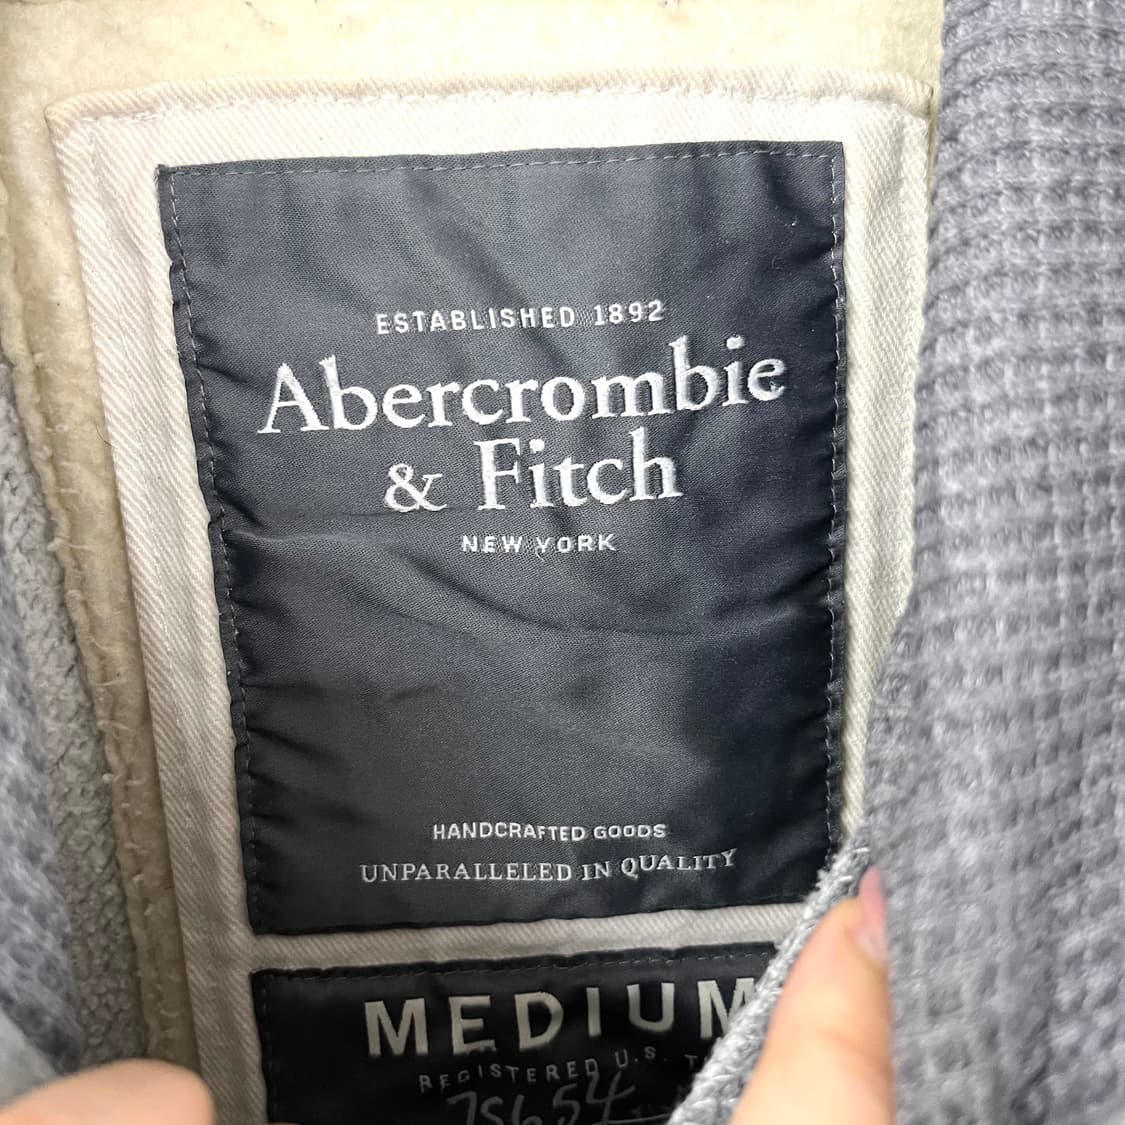 ESTABLISHED 1892
Abercrombie
& Fitch
NEW YORK
HANDCRAFTED GOODS
UNPARALLELED IN QUALITY
MEDIUM
REGISTERED U.S.